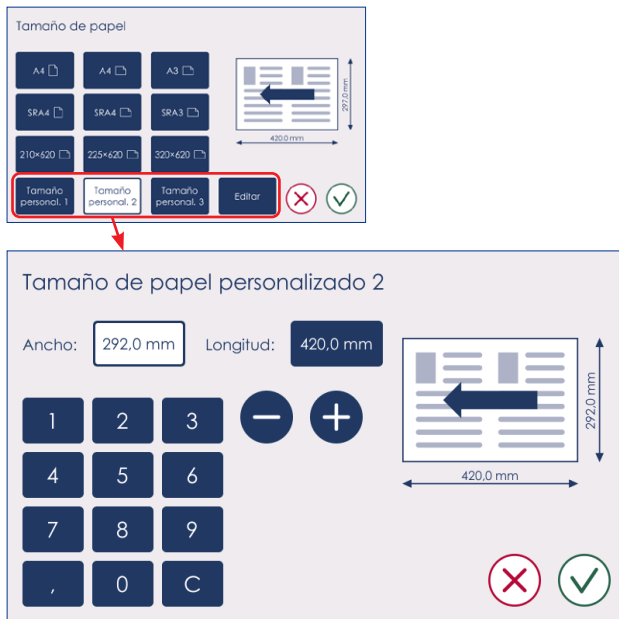 Tamaño de papel
A4 A4 A3
SRA4 SRA4 SRA3
210×620 225×620 320×620
297,0 mm
420,0 mm
Tamaño personal. 1 Tamaño personal. 2 Tamaño personal. 3 Editar
Tamaño de papel personalizado 2
Ancho: 292,0 mm Longitud: 420,0 mm
1 2 3 − +
4 5 6
7 8 9
, 0 C
292,0 mm
420,0 mm